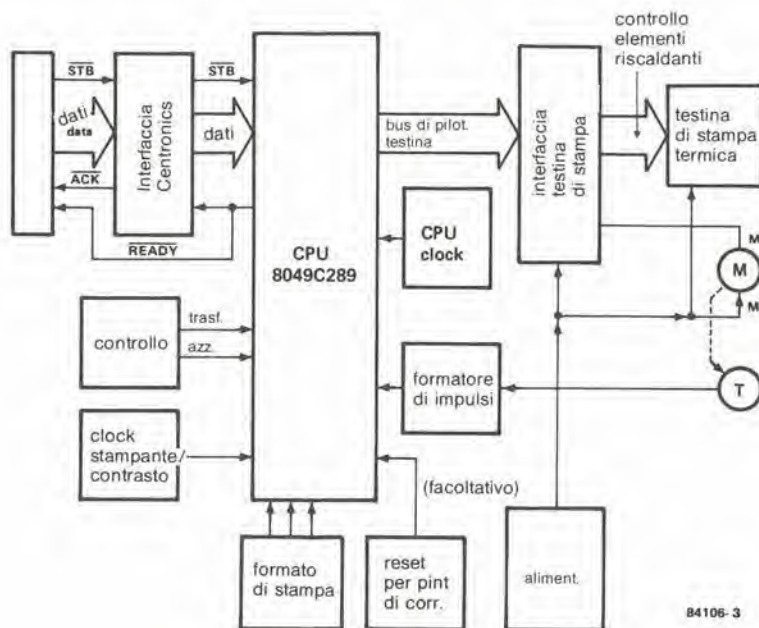 controllo
elementi
riscaldanti
STB
STB
dati
data
Interfaccia
Centronics
dati
ACK
READY
CPU
8049C289
bus di pilot.
testina
interfaccia
testina
di stampa
testina
di stampa
termica
CPU
clock
M
M
M
controllo
trasf.
azz.
formatore
di impulsi
T
clock
stampante/
contrasto
(facoltativo)
formato
di stampa
reset
per pint
di corr.
aliment.
84106-3